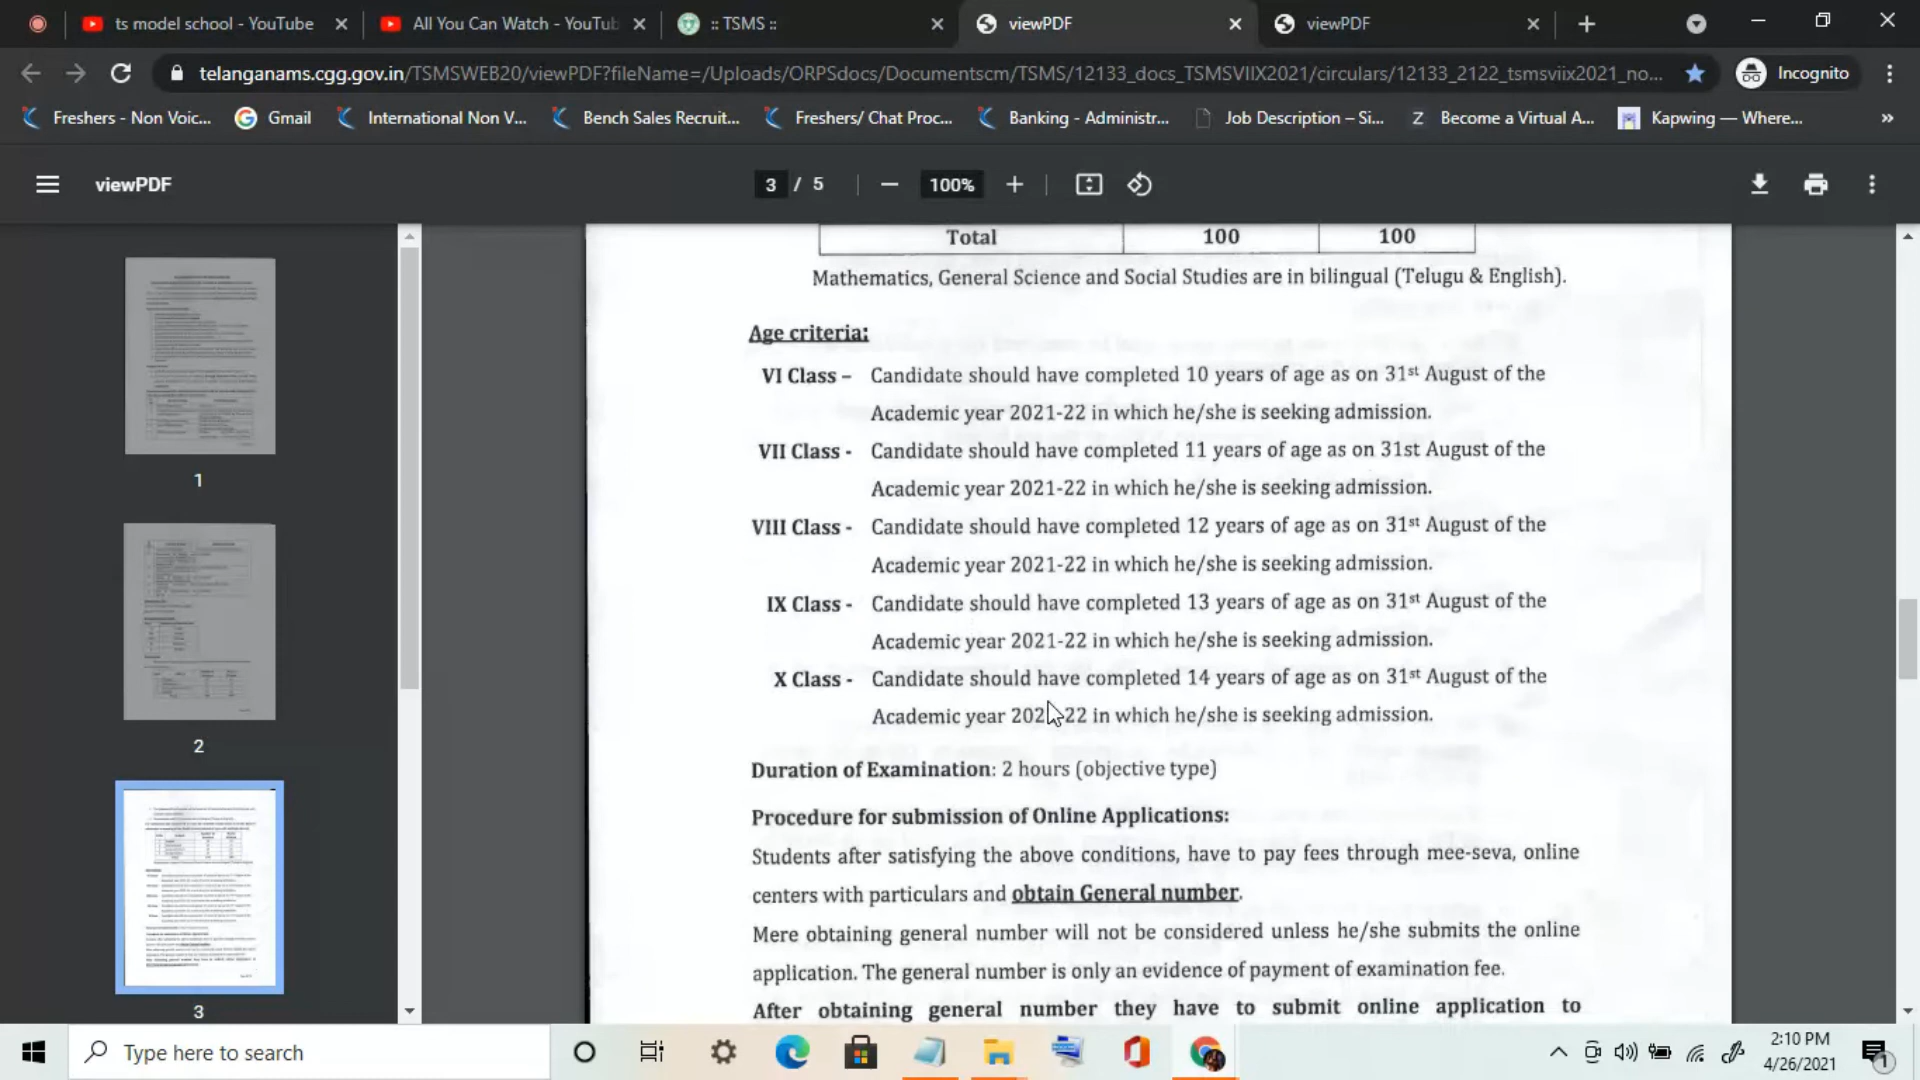 ts model school - YouTube
All You Can Watch - YouTub
:: TSMS ::
viewPDF
viewPDF
telanganams.cgg.gov.in/TSMSWEB20/viewPDF?fileName=/Uploads/ORPSdocs/Documentscm/TSMS/12133_docs_TSMSVIIX2021/circulars/12133_2122_tsmsviix2021_no...
Incognito
Freshers - Non Voic...
Gmail
International Non V...
Bench Sales Recruit...
Freshers/ Chat Proc...
Banking - Administr...
Job Description – Si...
Become a Virtual A...
Kapwing — Where...
»
viewPDF
3 / 5
100%
Total 100 100
Mathematics, General Science and Social Studies are in bilingual (Telugu & English).
Age criteria:
VI Class – Candidate should have completed 10 years of age as on 31st August of the
Academic year 2021-22 in which he/she is seeking admission.
VII Class - Candidate should have completed 11 years of age as on 31st August of the
Academic year 2021-22 in which he/she is seeking admission.
VIII Class - Candidate should have completed 12 years of age as on 31st August of the
Academic year 2021-22 in which he/she is seeking admission.
IX Class - Candidate should have completed 13 years of age as on 31st August of the
Academic year 2021-22 in which he/she is seeking admission.
X Class - Candidate should have completed 14 years of age as on 31st August of the
Academic year 2021-22 in which he/she is seeking admission.
Duration of Examination: 2 hours (objective type)
Procedure for submission of Online Applications:
Students after satisfying the above conditions, have to pay fees through mee-seva, online
centers with particulars and obtain General number.
Mere obtaining general number will not be considered unless he/she submits the online
application. The general number is only an evidence of payment of examination fee.
After obtaining general number they have to submit online application to
1
2
3
Type here to search
2:10 PM
4/26/2021
1